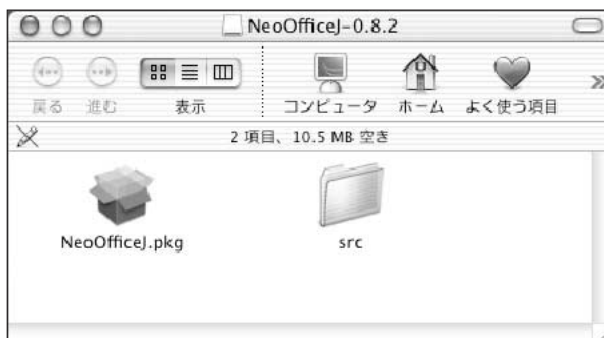 NeoOfficeJ-0.8.2
戻る 進む 表示 コンピュータ ホーム よく使う項目
2 項目、10.5 MB 空き
NeoOfficeJ.pkg src